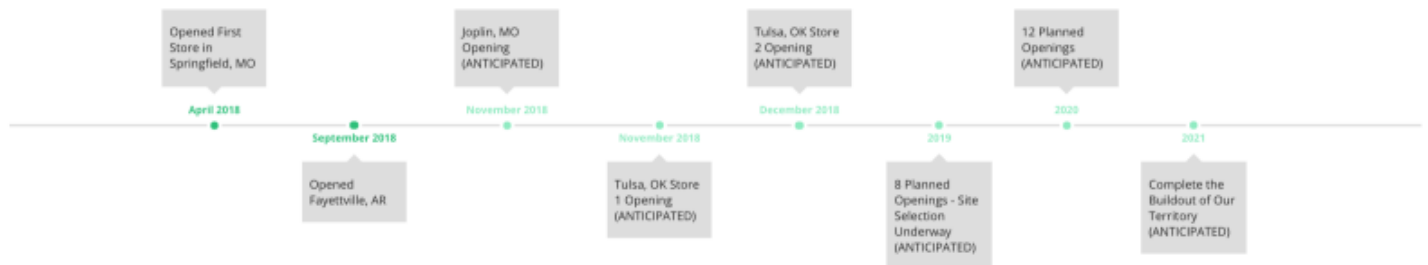 Opened First
Store in
Springfield, MO
April 2018
September 2018
Opened
Fayettville, AR
Joplin, MO
Opening
(ANTICIPATED)
November 2018
November 2018
Tulsa, OK Store
1 Opening
(ANTICIPATED)
Tulsa, OK Store
2 Opening
(ANTICIPATED)
December 2018
2019
8 Planned
Openings - Site
Selection
Underway
(ANTICIPATED)
12 Planned
Openings
(ANTICIPATED)
2020
2021
Complete the
Buildout of Our
Territory
(ANTICIPATED)